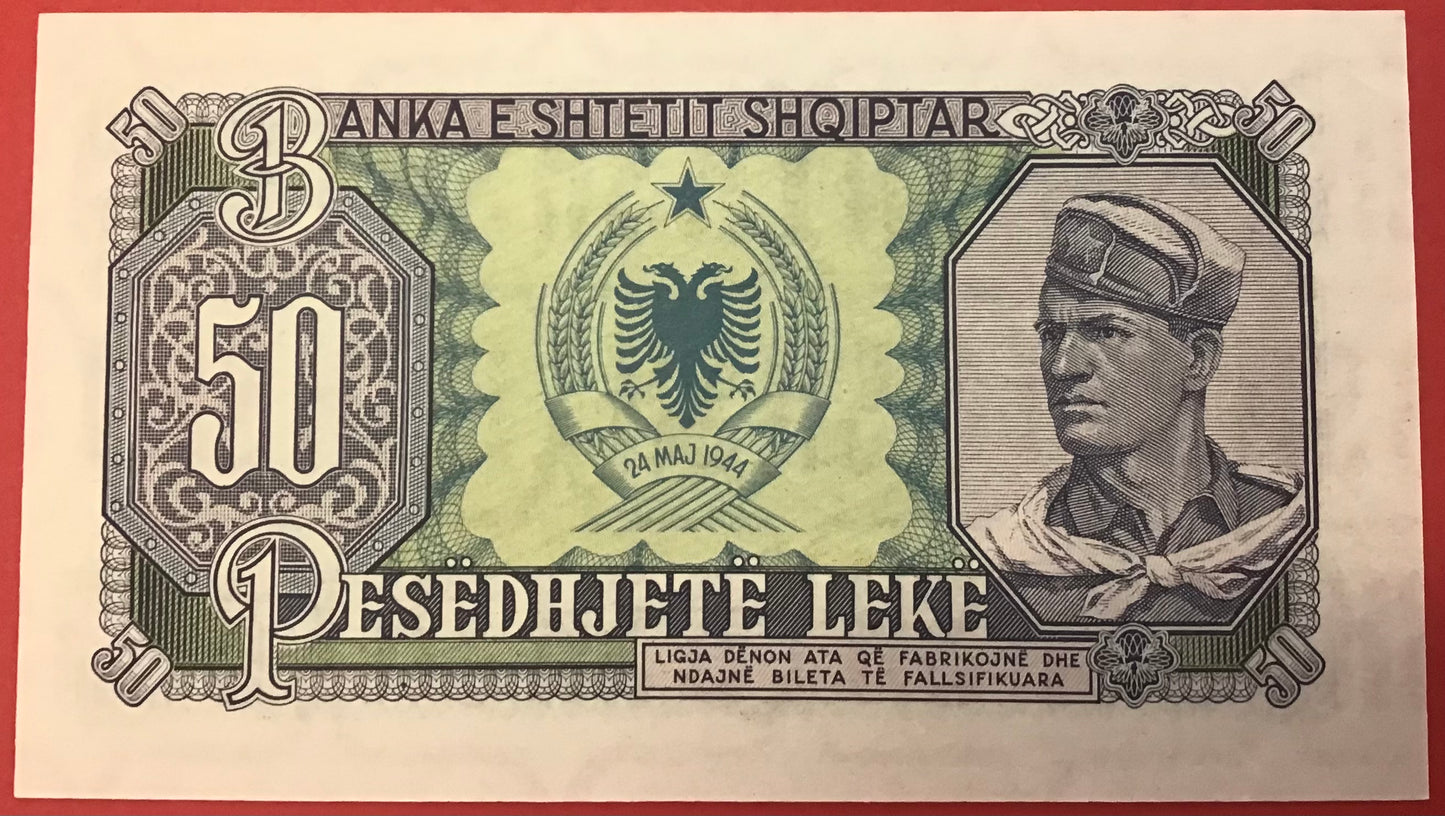 50 50
BANKA E SHTETIT SHQIPTAR
50
24 MAJ 1944
PESËDHJETË LEKË
LIGJA DËNON ATA QË FABRIKOJNË DHE
NDAJNË BILETA TË FALLSIFIKUARA
50 50